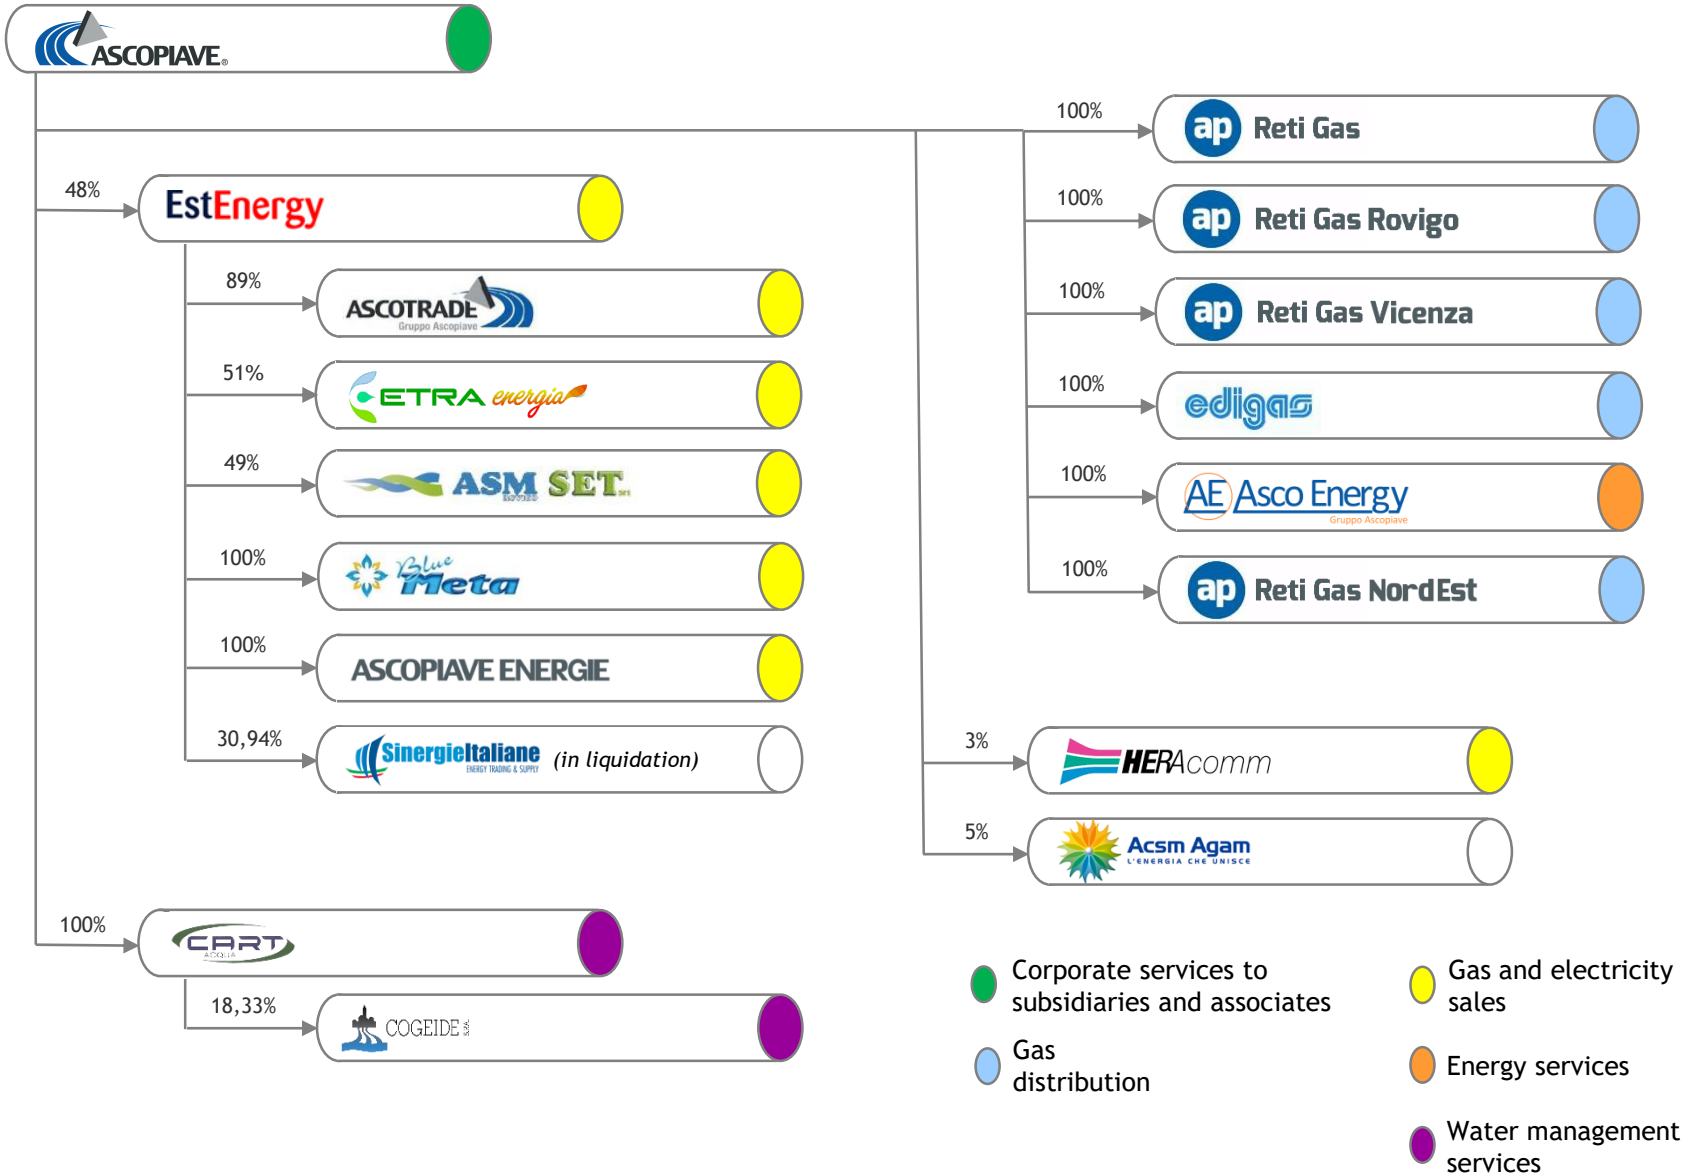 ASCOPIAVE®
48%
EstEnergy
89%
ASCOTRADE
Gruppo Ascopiave
51%
ETRA energia
49%
ASM SET
100%
Blue
Meta
100%
ASCOPIAVE ENERGIE
30,94%
SinergieItaliane (in liquidation)
ENERGY TRADING & SUPPLY
100%
CART
ACQUA
18,33%
COGEIDE
100%
ap Reti Gas
100%
ap Reti Gas Rovigo
100%
ap Reti Gas Vicenza
100%
edigas
100%
AE Asco Energy
Gruppo Ascopiave
100%
ap Reti Gas NordEst
3%
HERAcomm
5%
Acsm Agam
L'ENERGIA CHE UNISCE
Corporate services to
subsidiaries and associates
Gas
distribution
Gas and electricity
sales
Energy services
Water management
services